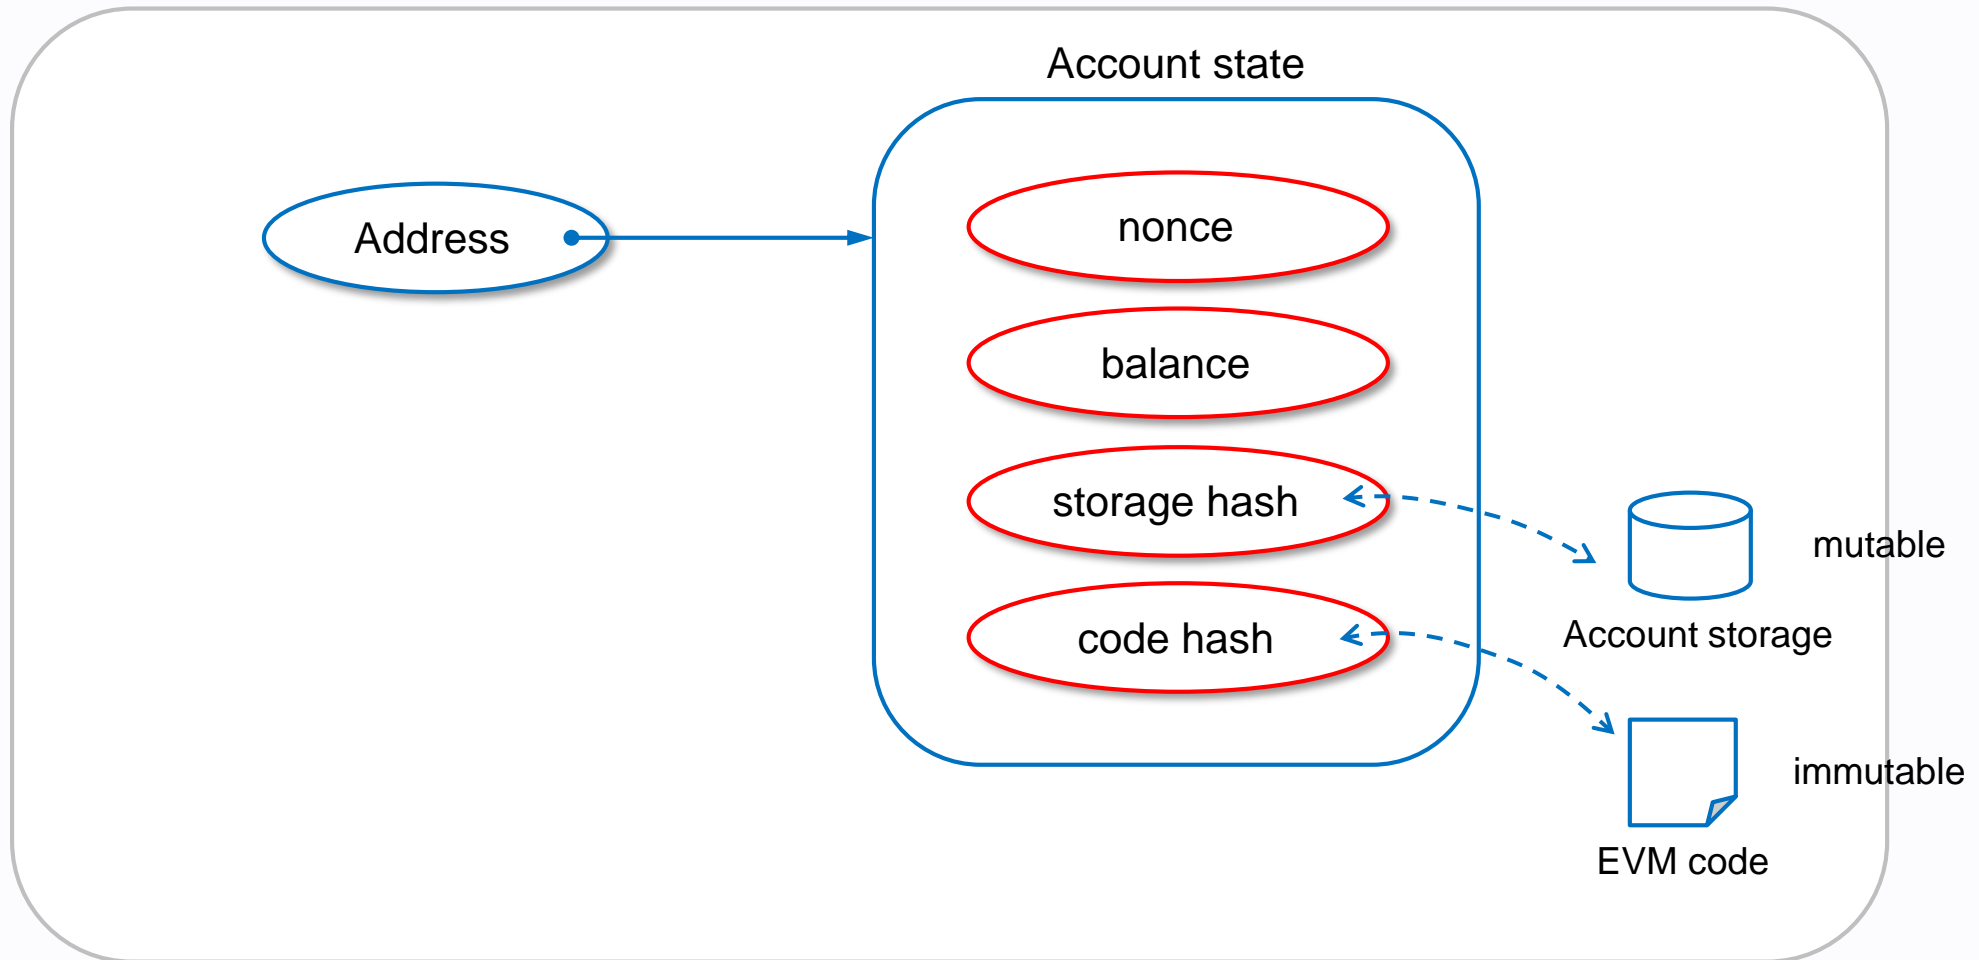 Account state
Address
nonce
balance
storage hash
code hash
mutable
Account storage
immutable
EVM code